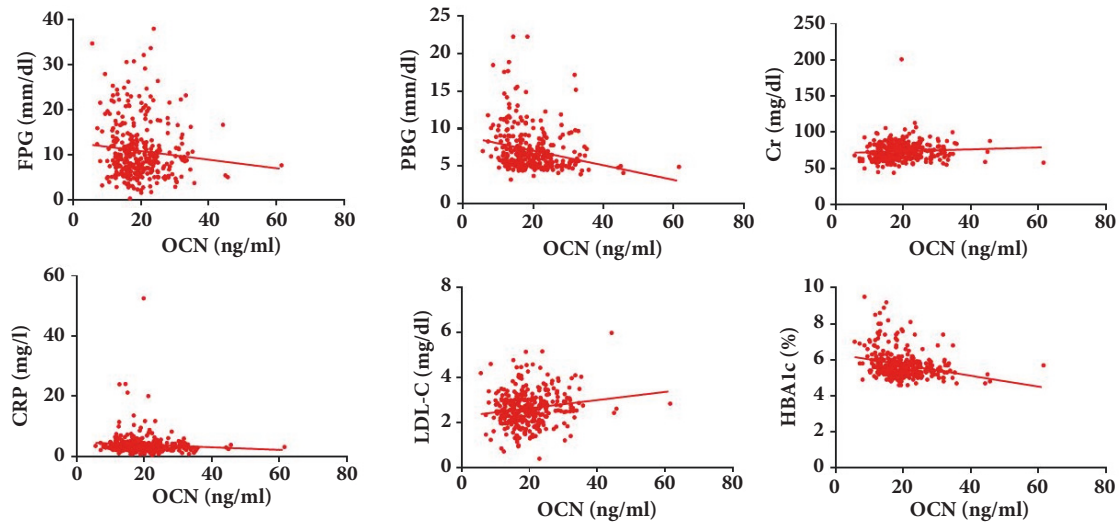 40
30
20
10
0
FPG (mm/dl)
0 20 40 60 80
OCN (ng/ml)
25
20
15
10
5
0
PBG (mm/dl)
0 20 40 60 80
OCN (ng/ml)
250
200
150
100
50
0
Cr (mg/dl)
0 20 40 60 80
OCN (ng/ml)
60
40
20
0
CRP (mg/l)
0 20 40 60 80
OCN (ng/ml)
8
6
4
2
0
LDL-C (mg/dl)
0 20 40 60 80
OCN (ng/ml)
10
8
6
4
2
0
HBA1c (%)
0 20 40 60 80
OCN (ng/ml)